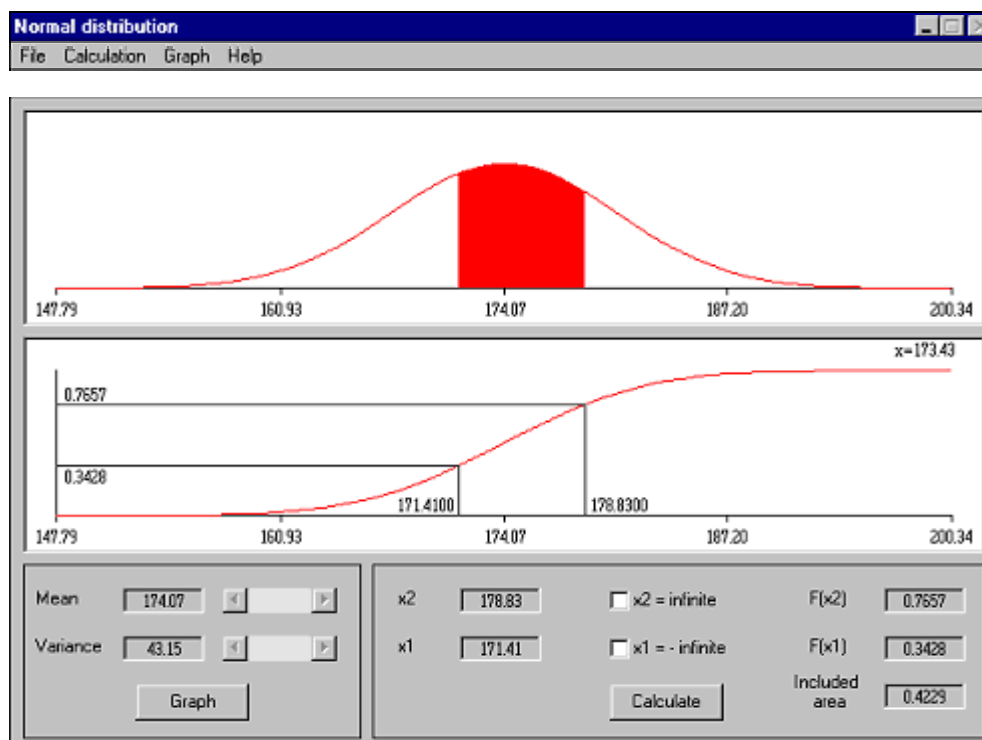 Normal distribution
File Calculation Graph Help
147.79 160.93 174.07 187.20 200.34
x=173.43
0.7657
0.3428
171.4100 178.8300
147.79 160.93 174.07 187.20 200.34
Mean 174.07
Variance 43.15
Graph
x2 178.83 x2 = infinite F(x2) 0.7657
x1 171.41 x1 = - infinite F(x1) 0.3428
Calculate
Included
area 0.4229